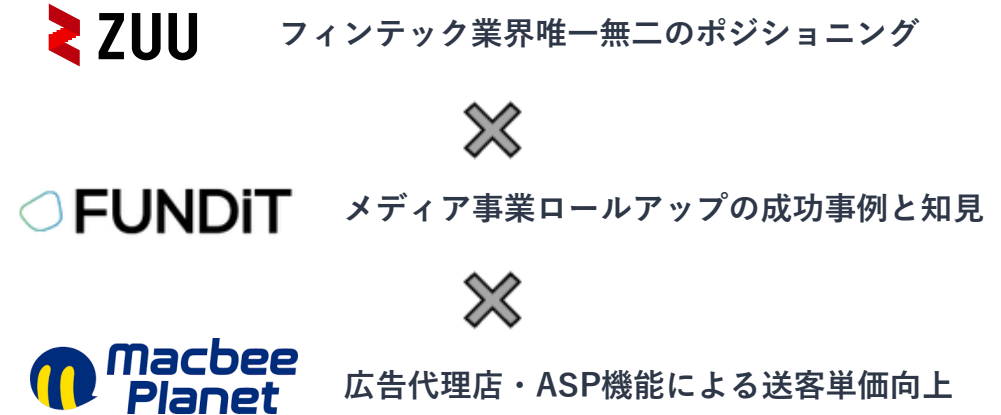 ZUU フィンテック業界唯一無二のポジショニング
FUNDiT メディア事業ロールアップの成功事例と知見
Macbee
Planet
広告代理店・ASP機能による送客単価向上